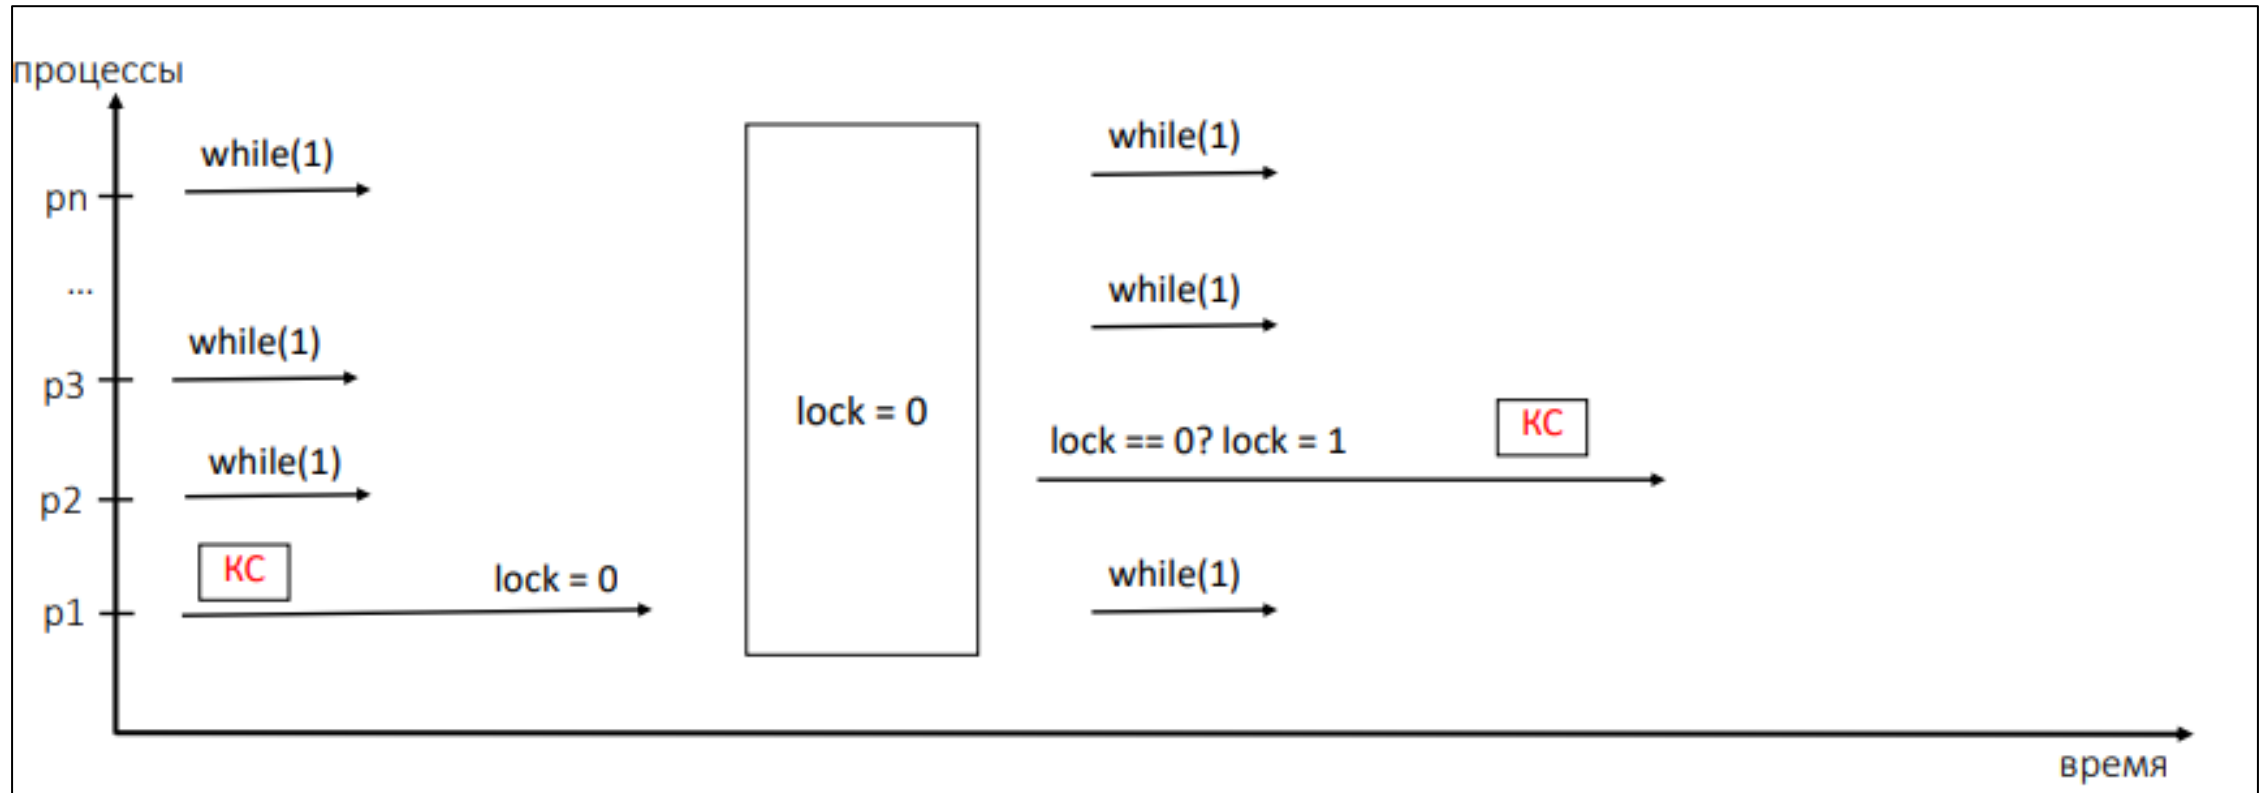 процессы
while(1)
while(1)
pn
...
while(1)
while(1)
p3
lock = 0
КС
lock == 0? lock = 1
while(1)
p2
КС
lock = 0
while(1)
p1
время